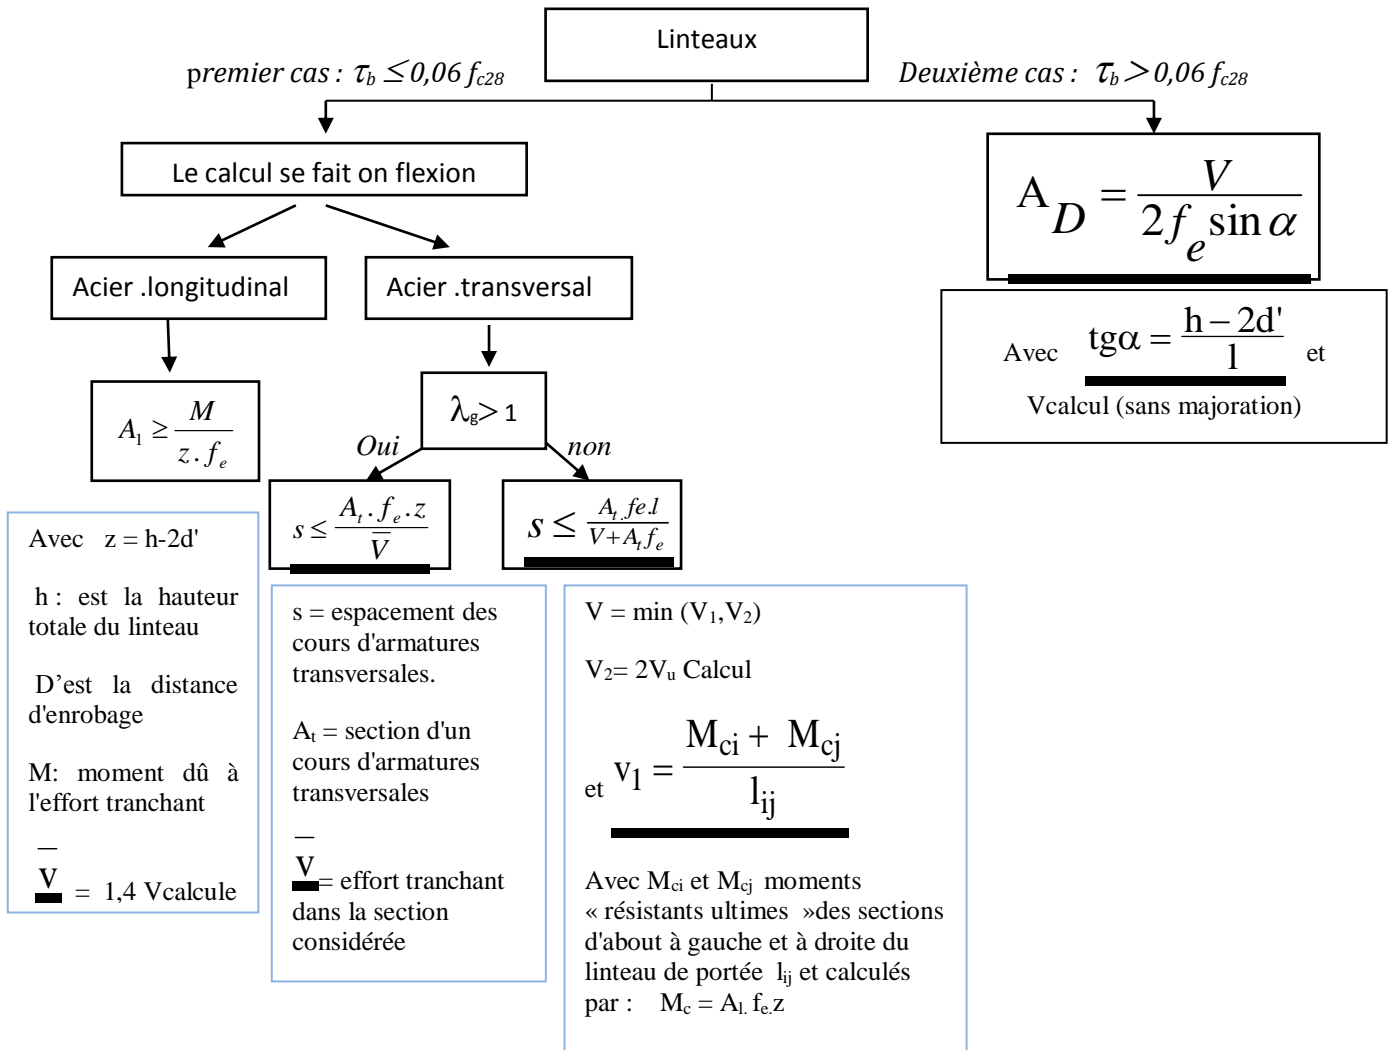 Linteaux
premier cas : τb ≤0,06 fc28
Deuxième cas : τb >0,06 fc28
Le calcul se fait on flexion
Acier .longitudinal
Acier .transversal
A1 ≥ M / z . fe
λg> 1
Oui
non
s ≤ At . fe . z / V̅
s ≤ At. fe.l / V+At fe
AD = V / 2 fe sin α
Avec tgα = h − 2d' / l et
Vcalcul (sans majoration)
Avec z = h-2d'
h : est la hauteur
totale du linteau
D’est la distance
d'enrobage
M: moment dû à
l'effort tranchant
V̅ = 1,4 Vcalcule
s = espacement des
cours d'armatures
transversales.
At = section d'un
cours d'armatures
transversales
V̅ = effort tranchant
dans la section
considérée
V = min (V1,V2)
V2= 2Vu Calcul
et v1 = Mci + Mcj / lij
Avec Mci et Mcj moments
« résistants ultimes »des sections
d'about à gauche et à droite du
linteau de portée lij et calculés
par : Mc = Al. fe.z